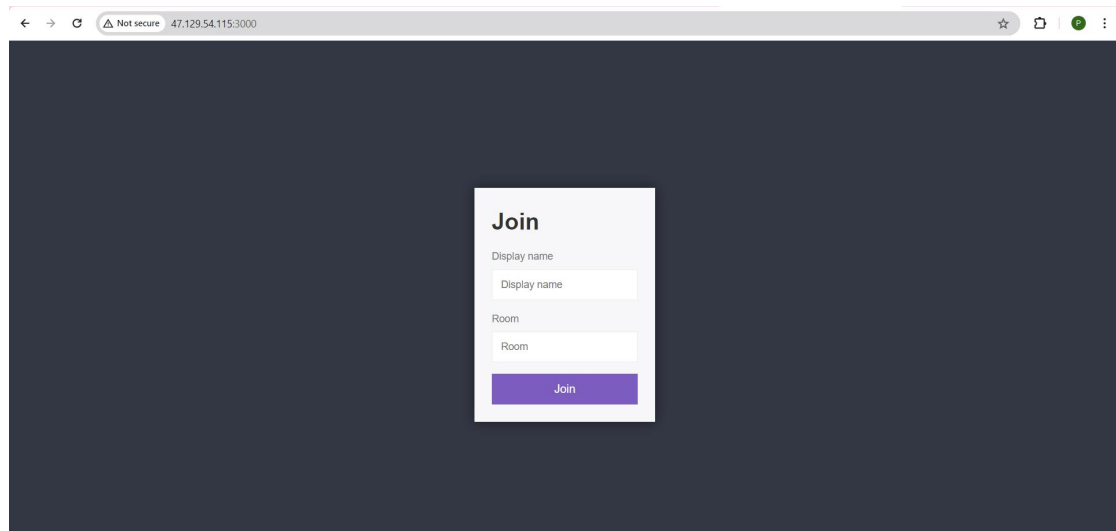 Not secure 47.129.54.115:3000
P
Join
Display name
Display name
Room
Room
Join